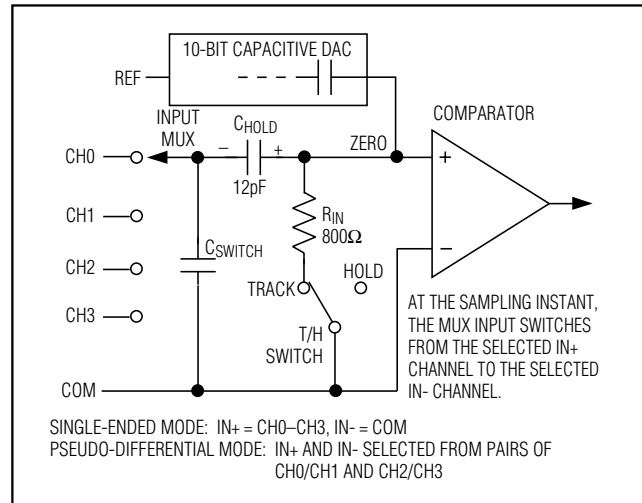 10-BIT CAPACITIVE DAC
REF
COMPARATOR
INPUT
MUX
CHOLD
ZERO
− +
+
CH0
12pF
RIN
800Ω
CH1
CSWITCH
−
HOLD
CH2
TRACK
AT THE SAMPLING INSTANT,
THE MUX INPUT SWITCHES
FROM THE SELECTED IN+
CHANNEL TO THE SELECTED
IN- CHANNEL.
CH3
T/H
SWITCH
COM
SINGLE-ENDED MODE: IN+ = CH0–CH3, IN- = COM
PSEUDO-DIFFERENTIAL MODE: IN+ AND IN- SELECTED FROM PAIRS OF
CH0/CH1 AND CH2/CH3